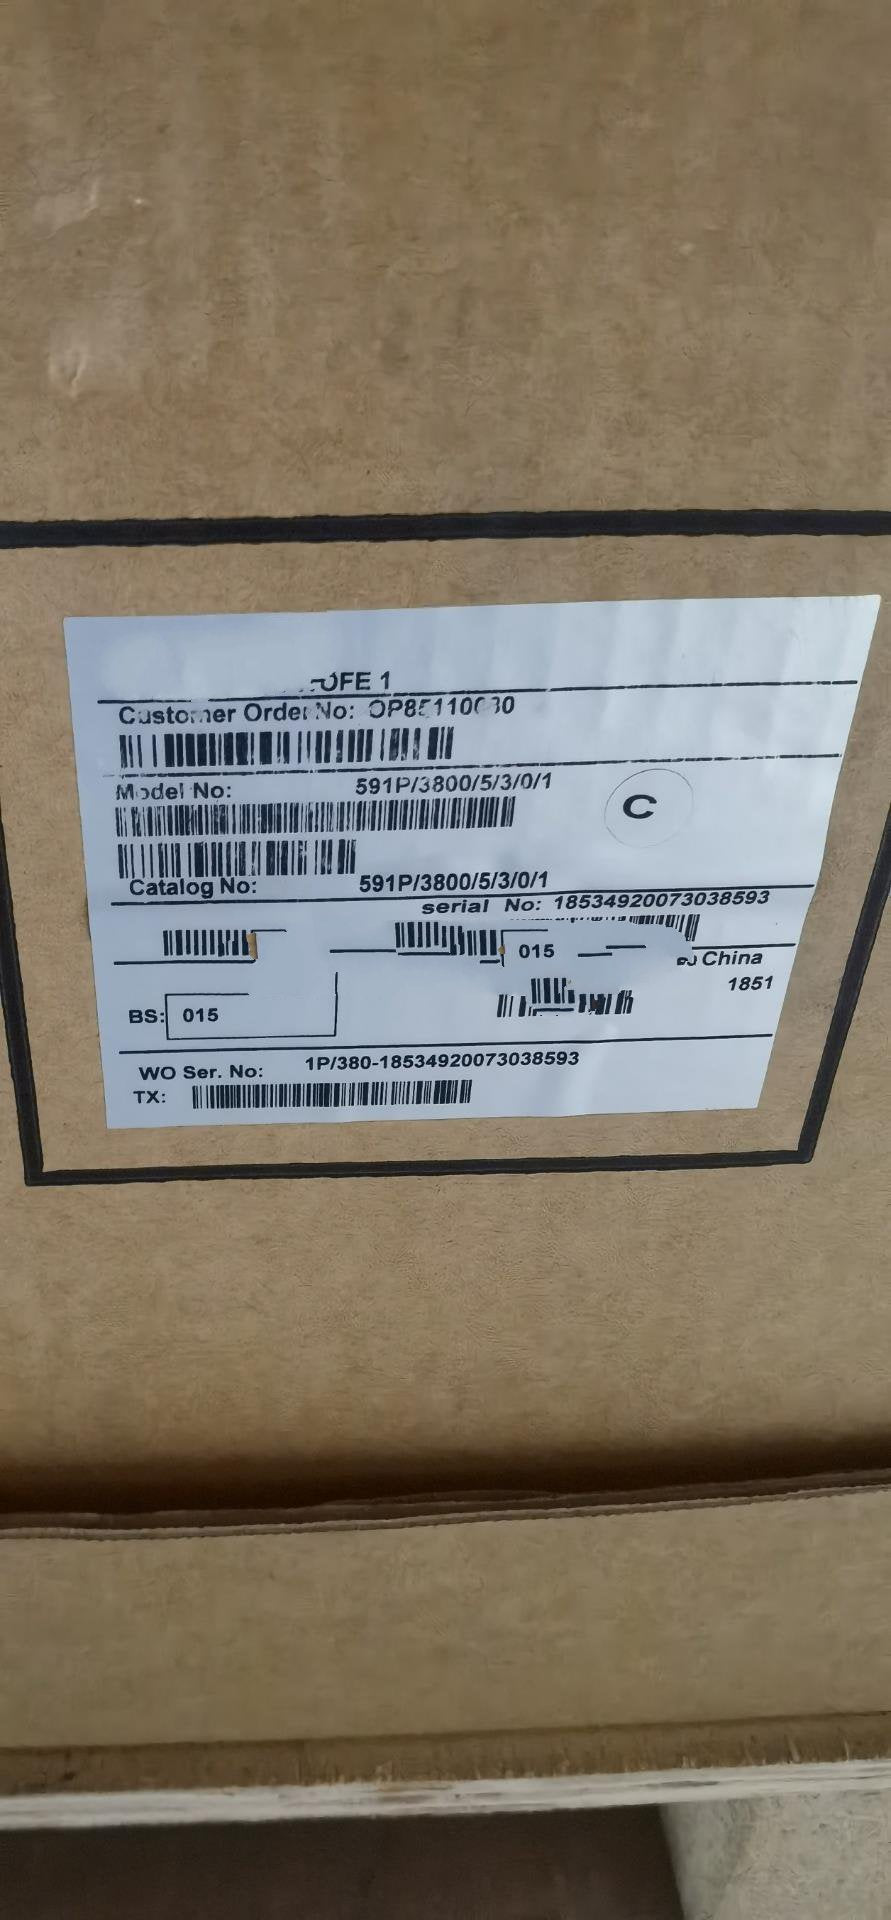 OFE 1
Customer Order No:
Model No: 591P/3800/5/3/0/1
C
Catalog No: 591P/3800/5/3/0/1
serial No: 18534920073038593
015
China
1851
BS: 015
WO Ser. No: 1P/380-18534920073038593
TX: